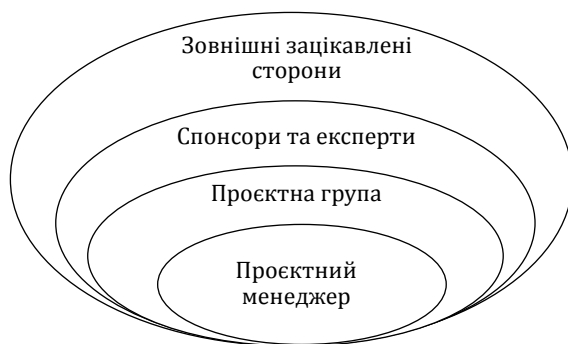 Зовнішні зацікавлені
сторони
Спонсори та експерти
Проєктна група
Проєктний
менеджер